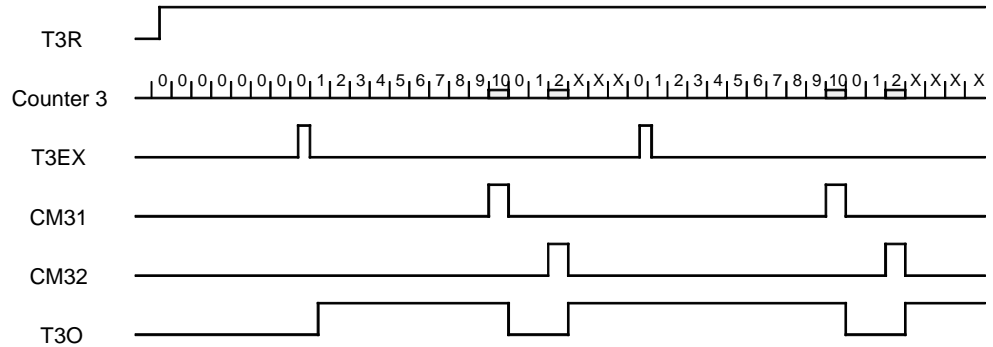 T3R
Counter 3 0 0 0 0 0 0 0 0 1 2 3 4 5 6 7 8 9 10 0 1 2 X X X 0 1 2 3 4 5 6 7 8 9 10 0 1 2 X X X X
T3EX
CM31
CM32
T3O